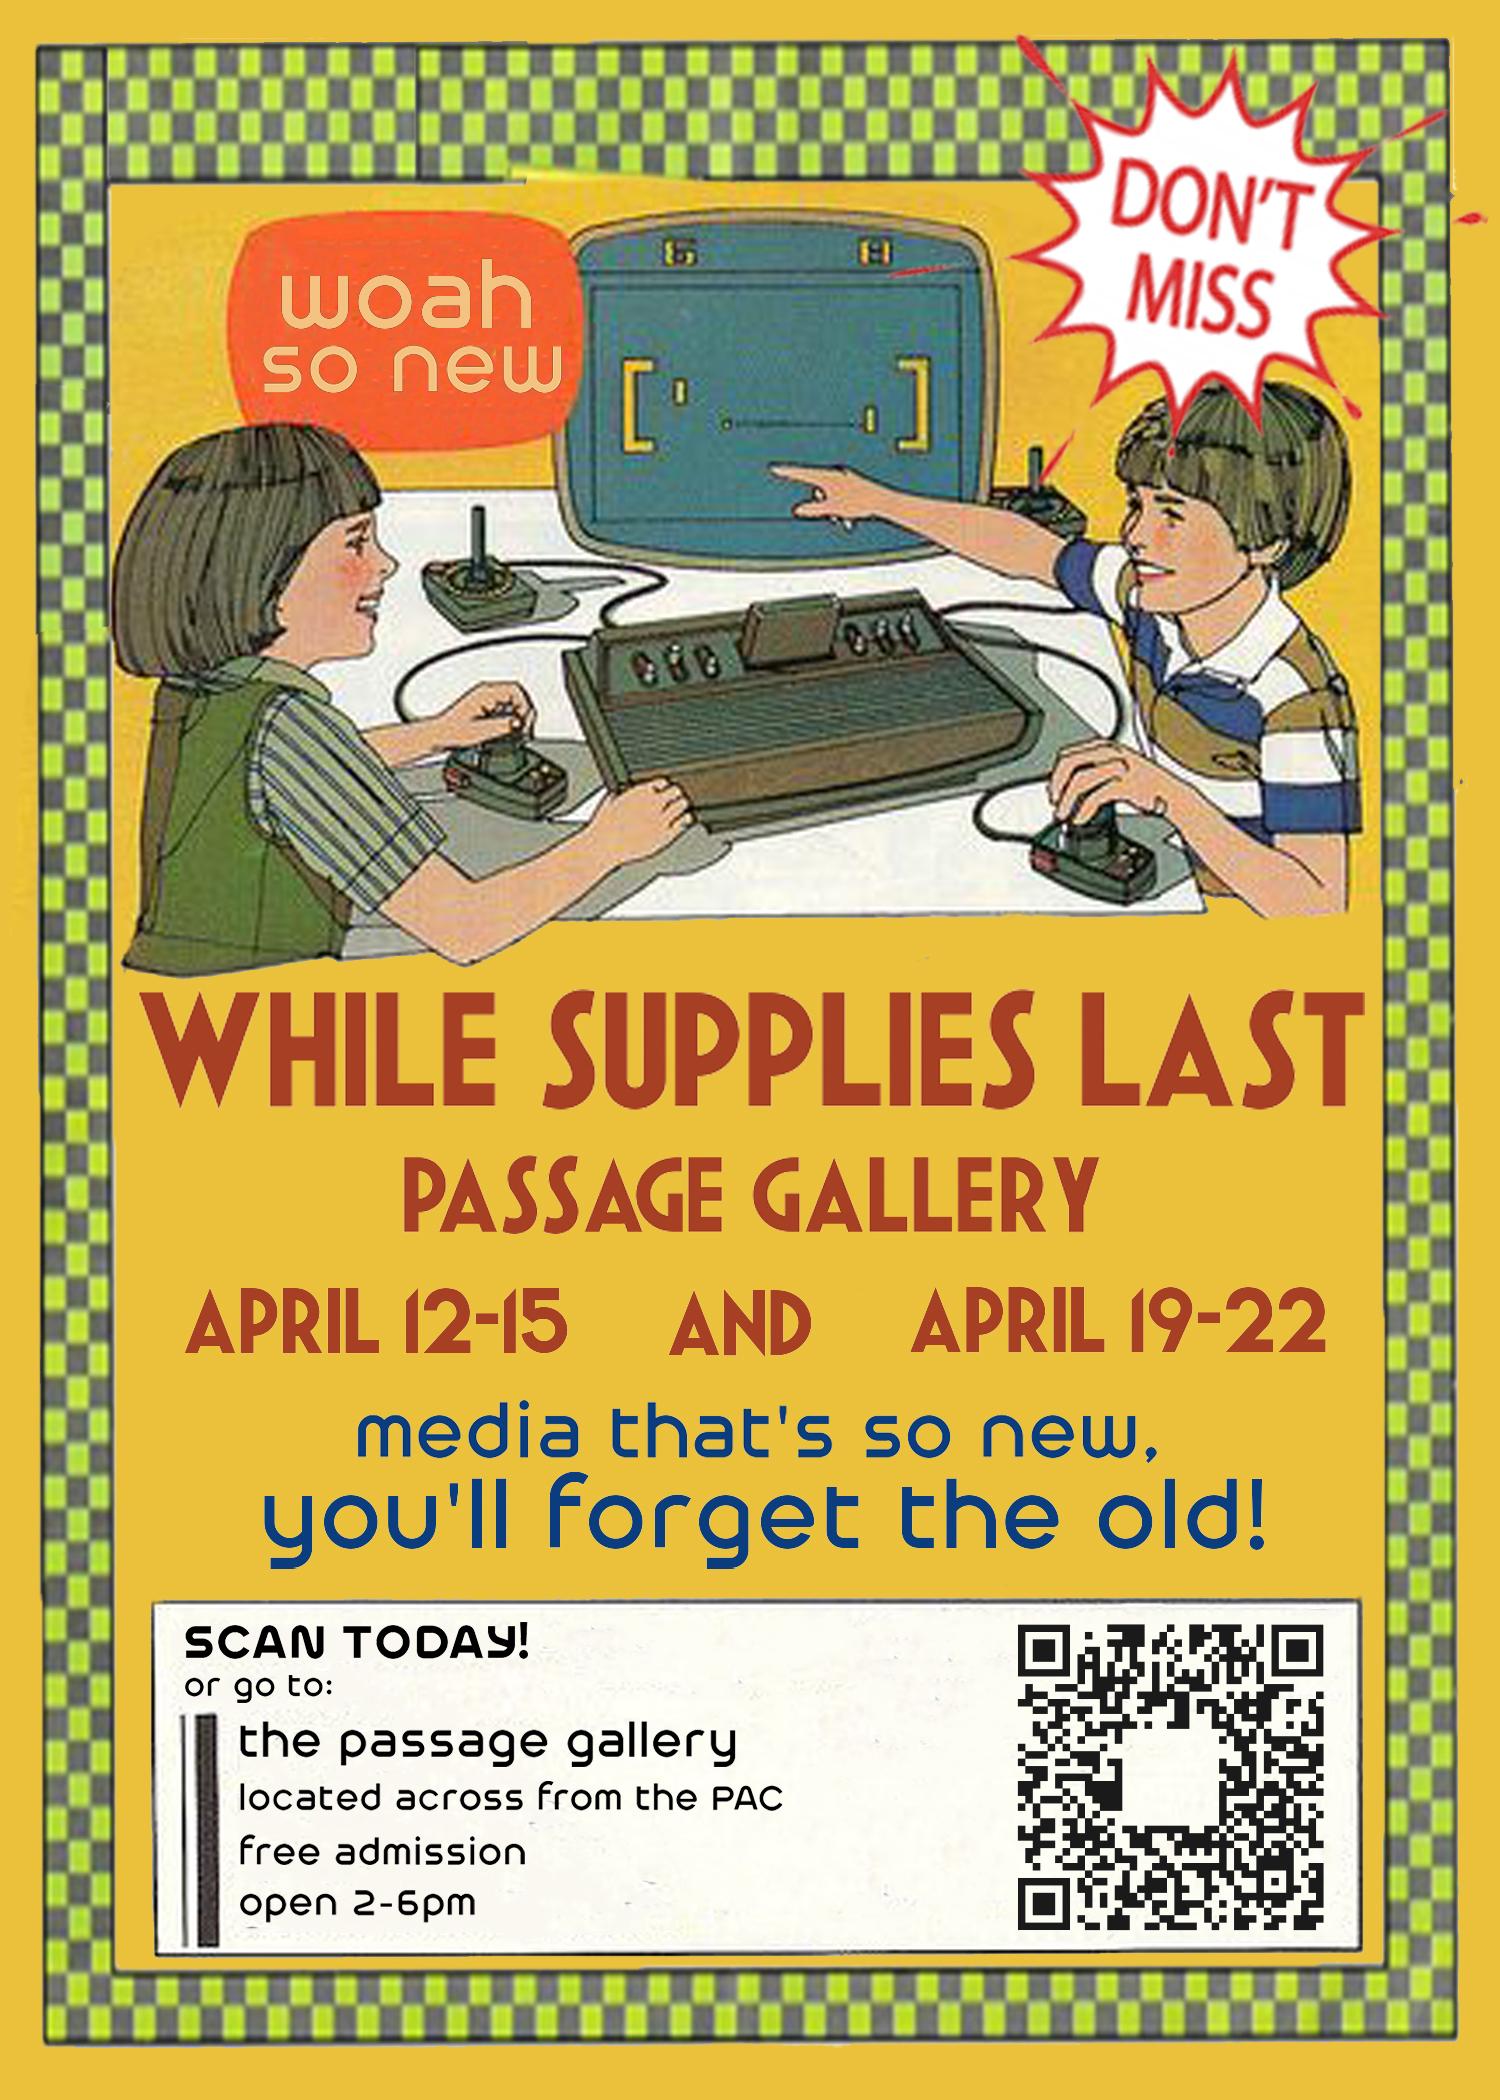 DON'T
MISS
woah
so new
6 8
WHILE SUPPLIES LAST
PASSAGE GALLERY
APRIL 12-15 AND APRIL 19-22
media that's so new,
you'll forget the old!
SCAN TODAY!
or go to:
the passage gallery
located across from the PAC
free admission
open 2-6pm